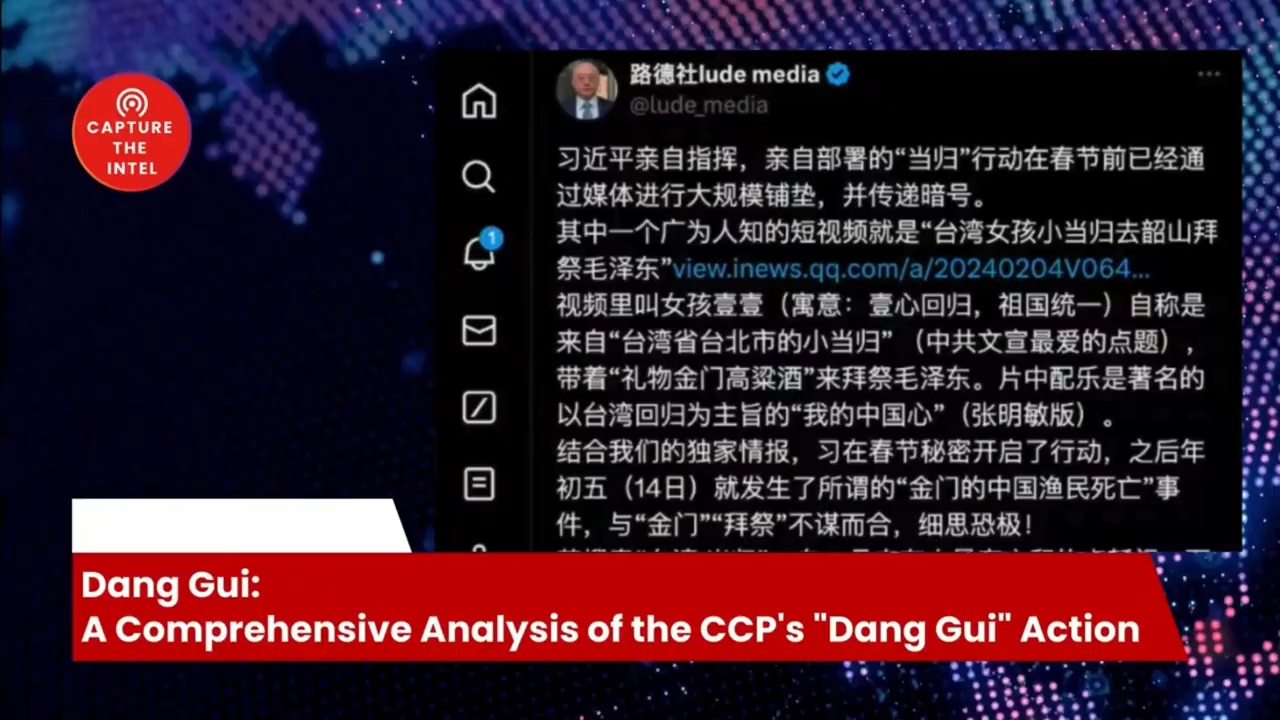 CAPTURE
THE
INTEL
路德社lude media
@lude_media
习近平亲自指挥，亲自部署的“当归”行动在春节前已经通
过媒体进行大规模铺垫，并传递暗号。
其中一个广为人知的短视频就是“台湾女孩小当归去韶山拜
祭毛泽东”view.inews.qq.com/a/20240204V064...
视频里叫女孩壹壹（寓意：壹心回归，祖国统一）自称是
来自“台湾省台北市的小当归”（中共文宣最爱的点题），
带着“礼物金门高粱酒”来拜祭毛泽东。片中配乐是著名的
以台湾回归为主旨的“我的中国心”（张明敏版）。
结合我们的独家情报，习在春节秘密开启了行动，之后年
初五（14日）就发生了所谓的“金门的中国渔民死亡”事
件，与“金门”“拜祭”不谋而合，细思恐极！
1
Dang Gui:
A Comprehensive Analysis of the CCP's "Dang Gui" Action